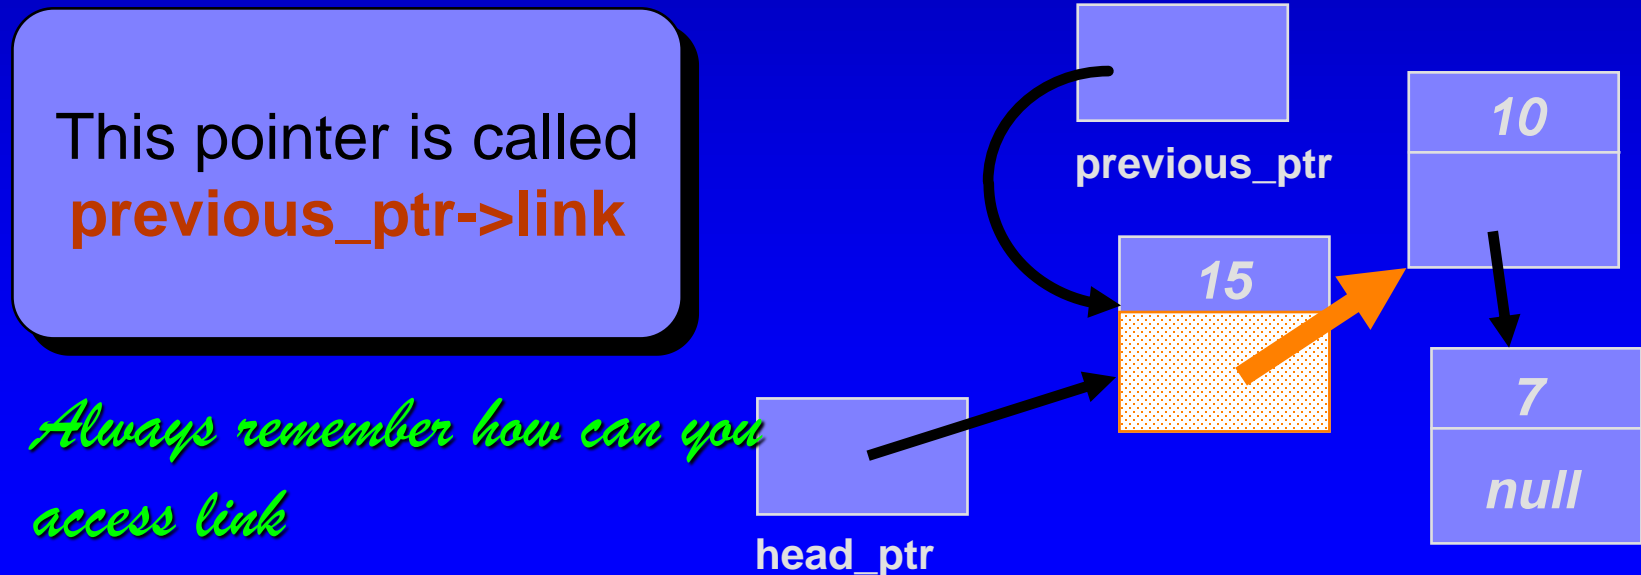 This pointer is called
previous_ptr->link
Always remember how can you
access link
previous_ptr
head_ptr
15
10
7
null